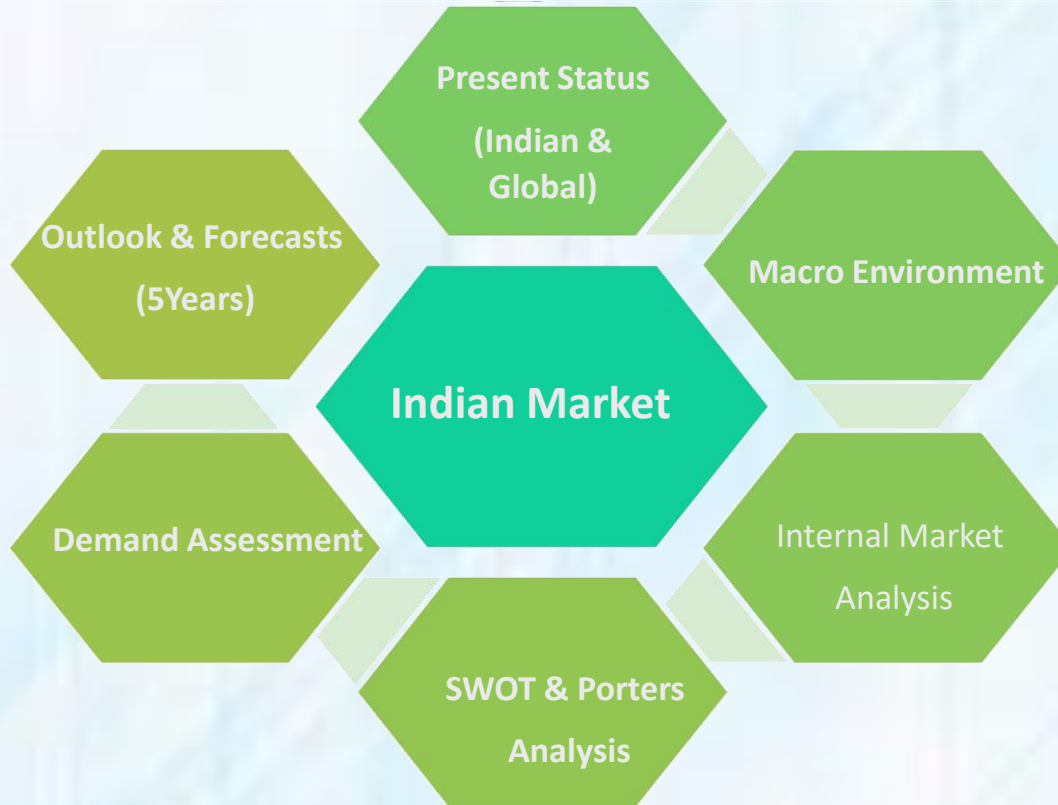 Present Status
(Indian &
Global)
Macro Environment
Internal Market
Analysis
SWOT & Porters
Analysis
Demand Assessment
Outlook & Forecasts
(5Years)
Indian Market